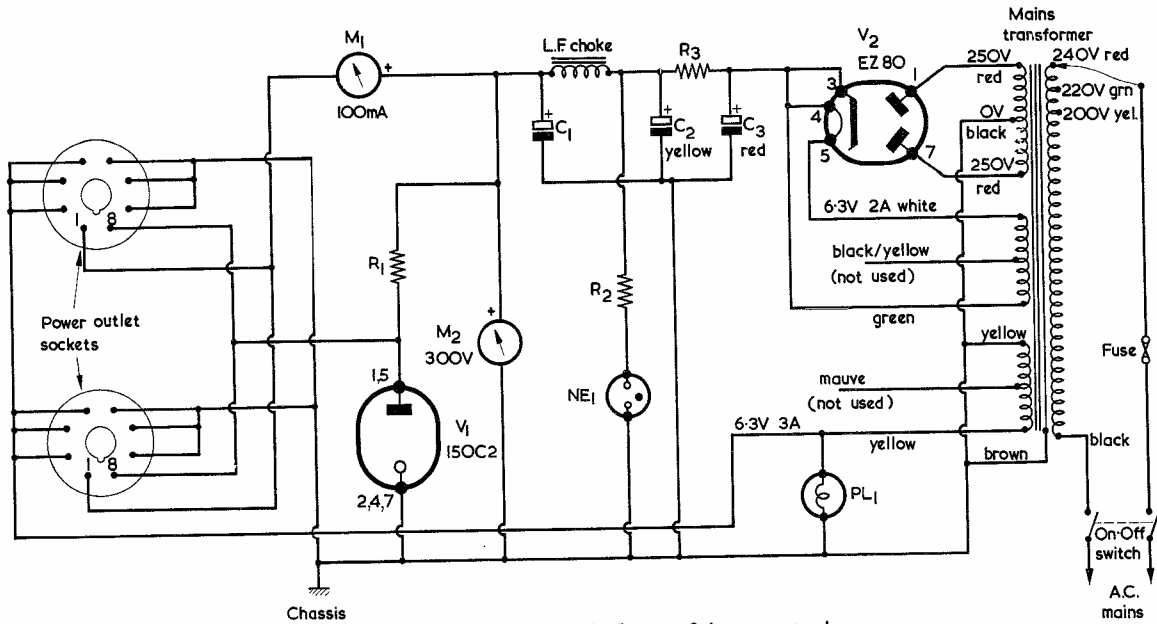 Mains
transformer
M1
+
100mA
L.F. choke
R3
V2
EZ 80
1
3
4
5
7
250V
red
0V
black
250V
red
240V red
220V grn
200V yel.
+
C1
+
C2
yellow
+
C3
red
6·3V 2A white
black/yellow
(not used)
green
yellow
mauve
(not used)
6·3V 3A
yellow
brown
black
Fuse
1
8
R1
R2
Power outlet
sockets
M2
300V
+
1,5
V1
150C2
2,4,7
NE1
PL1
1
8
On-Off
switch
A.C.
mains
Chassis